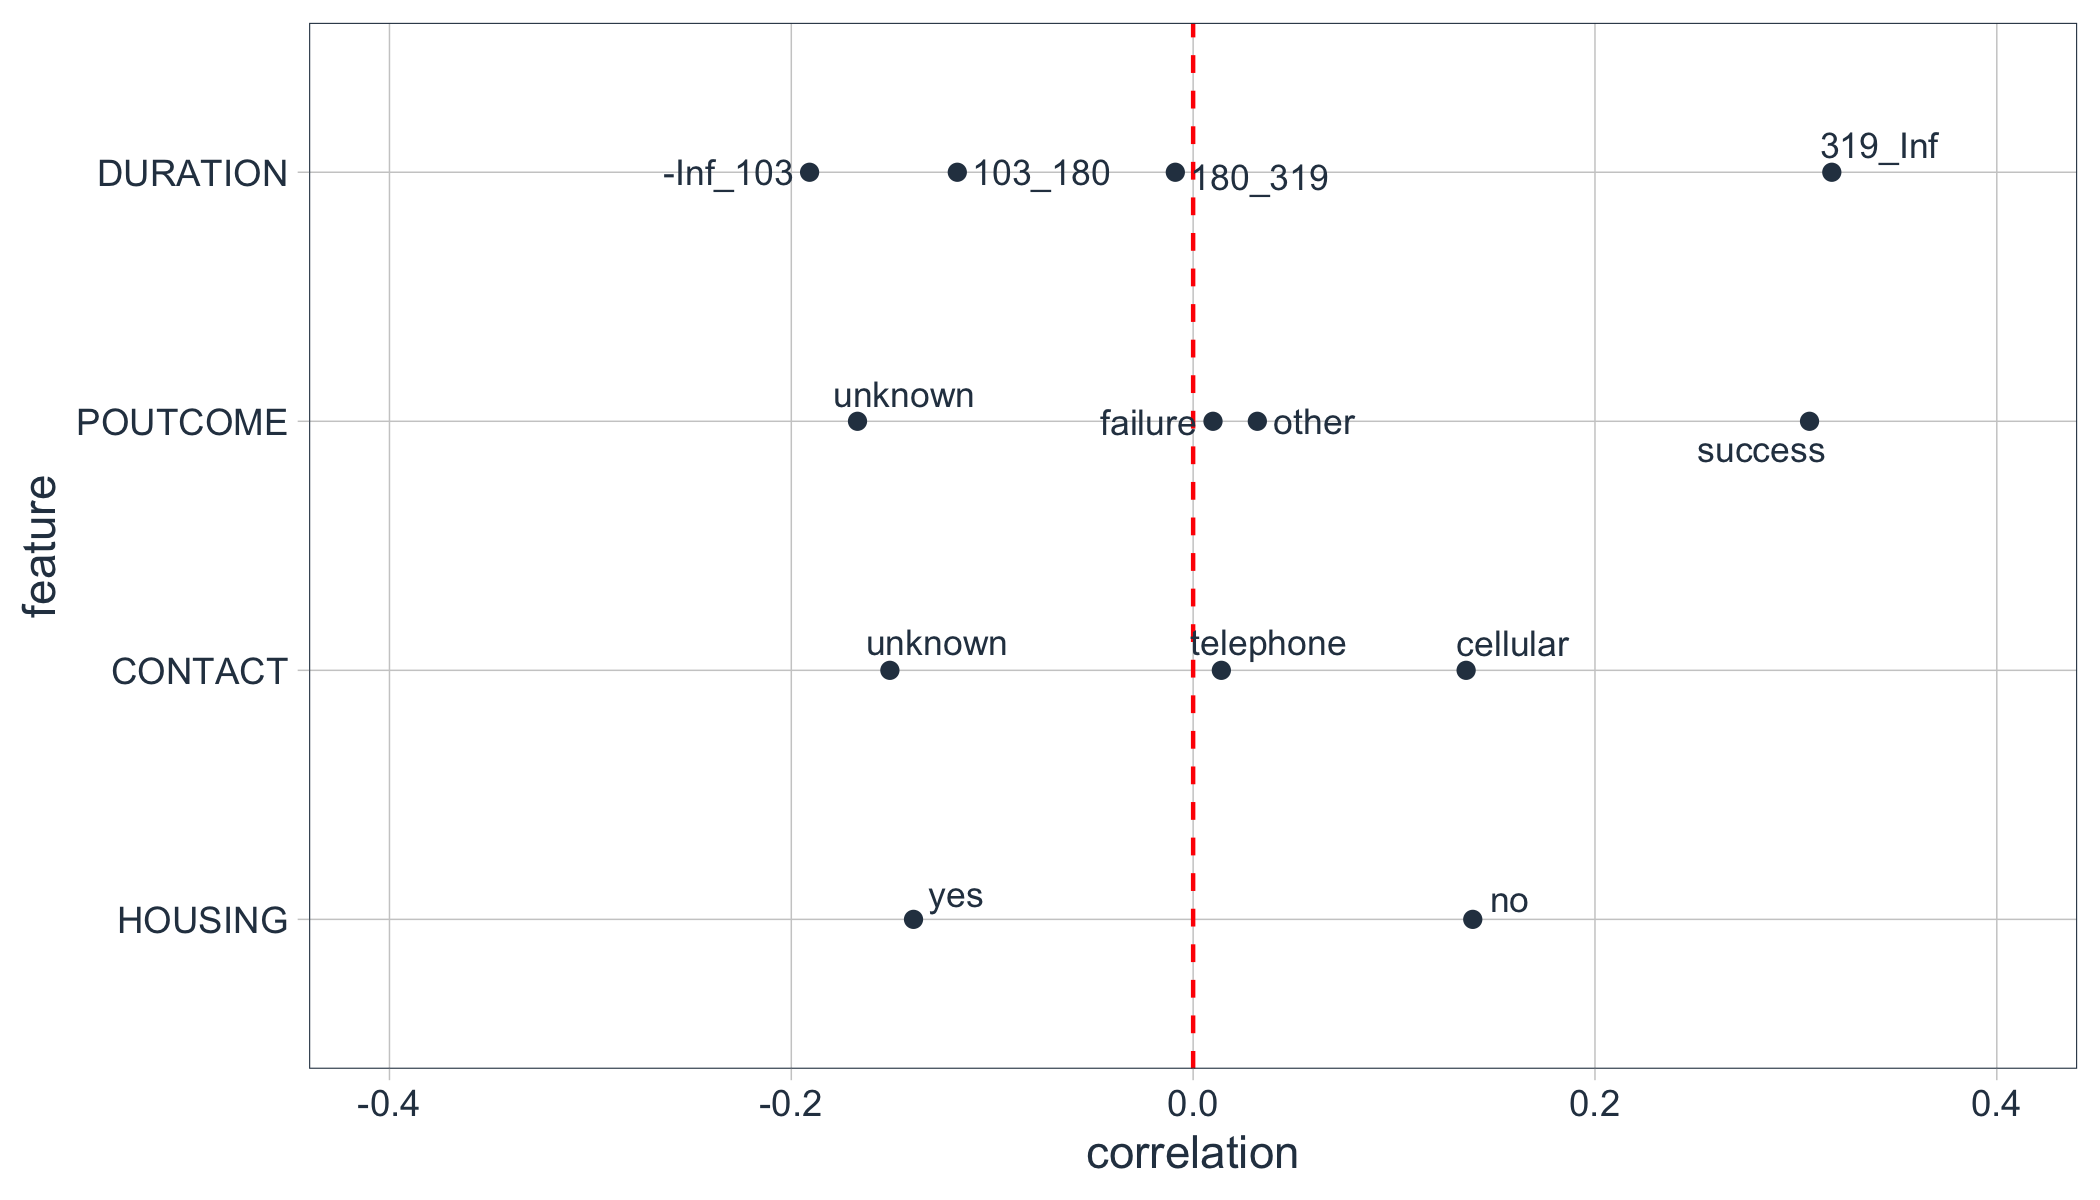 DURATION
-Inf_103
103_180
180_319
319_Inf
POUTCOME
unknown
failure
other
success
CONTACT
unknown
telephone
cellular
HOUSING
yes
no
feature
-0.4
-0.2
0.0
0.2
0.4
correlation